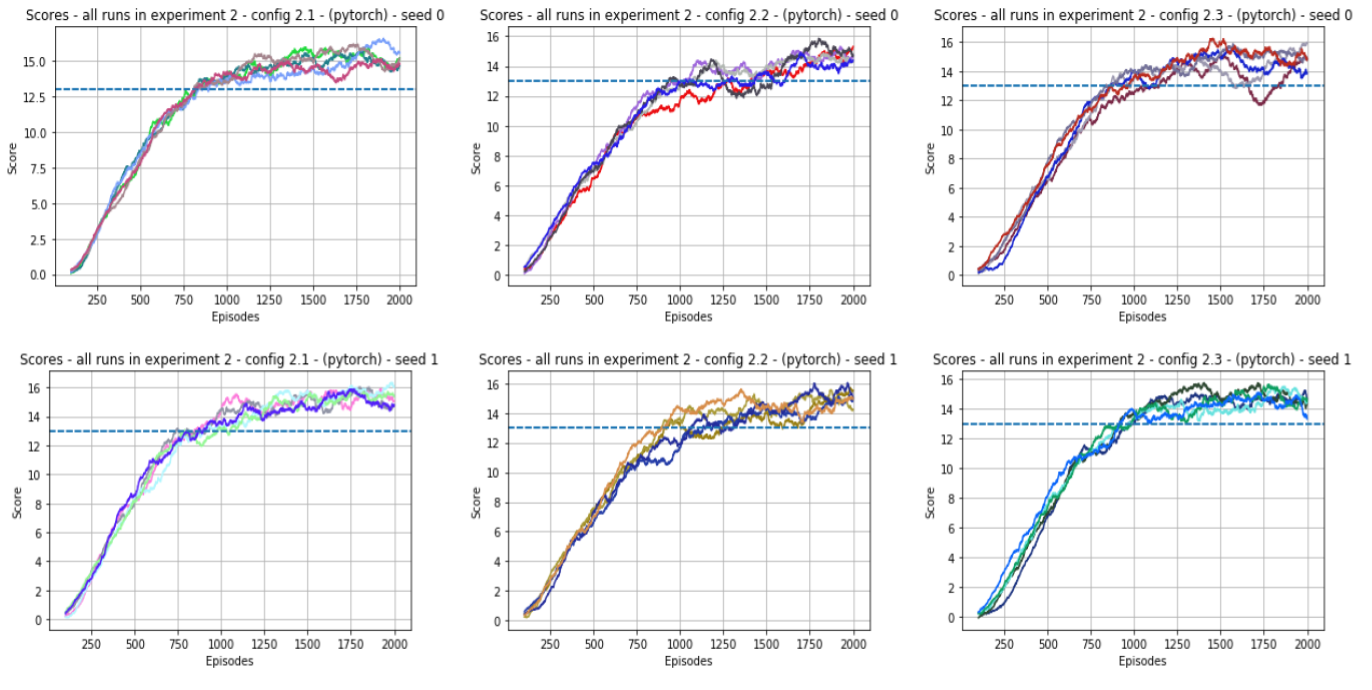 Scores - all runs in experiment 2 - config 2.1 - (pytorch) - seed 0
15.0
12.5
10.0
7.5
5.0
2.5
0.0
Score
250 500 750 1000 1250 1500 1750 2000
Episodes
Scores - all runs in experiment 2 - config 2.2 - (pytorch) - seed 0
16
14
12
10
8
6
4
2
0
Score
250 500 750 1000 1250 1500 1750 2000
Episodes
Scores - all runs in experiment 2 - config 2.3 - (pytorch) - seed 0
16
14
12
10
8
6
4
2
0
Score
250 500 750 1000 1250 1500 1750 2000
Episodes
Scores - all runs in experiment 2 - config 2.1 - (pytorch) - seed 1
16
14
12
10
8
6
4
2
0
Score
250 500 750 1000 1250 1500 1750 2000
Episodes
Scores - all runs in experiment 2 - config 2.2 - (pytorch) - seed 1
16
14
12
10
8
6
4
2
0
Score
250 500 750 1000 1250 1500 1750 2000
Episodes
Scores - all runs in experiment 2 - config 2.3 - (pytorch) - seed 1
16
14
12
10
8
6
4
2
0
Score
250 500 750 1000 1250 1500 1750 2000
Episodes